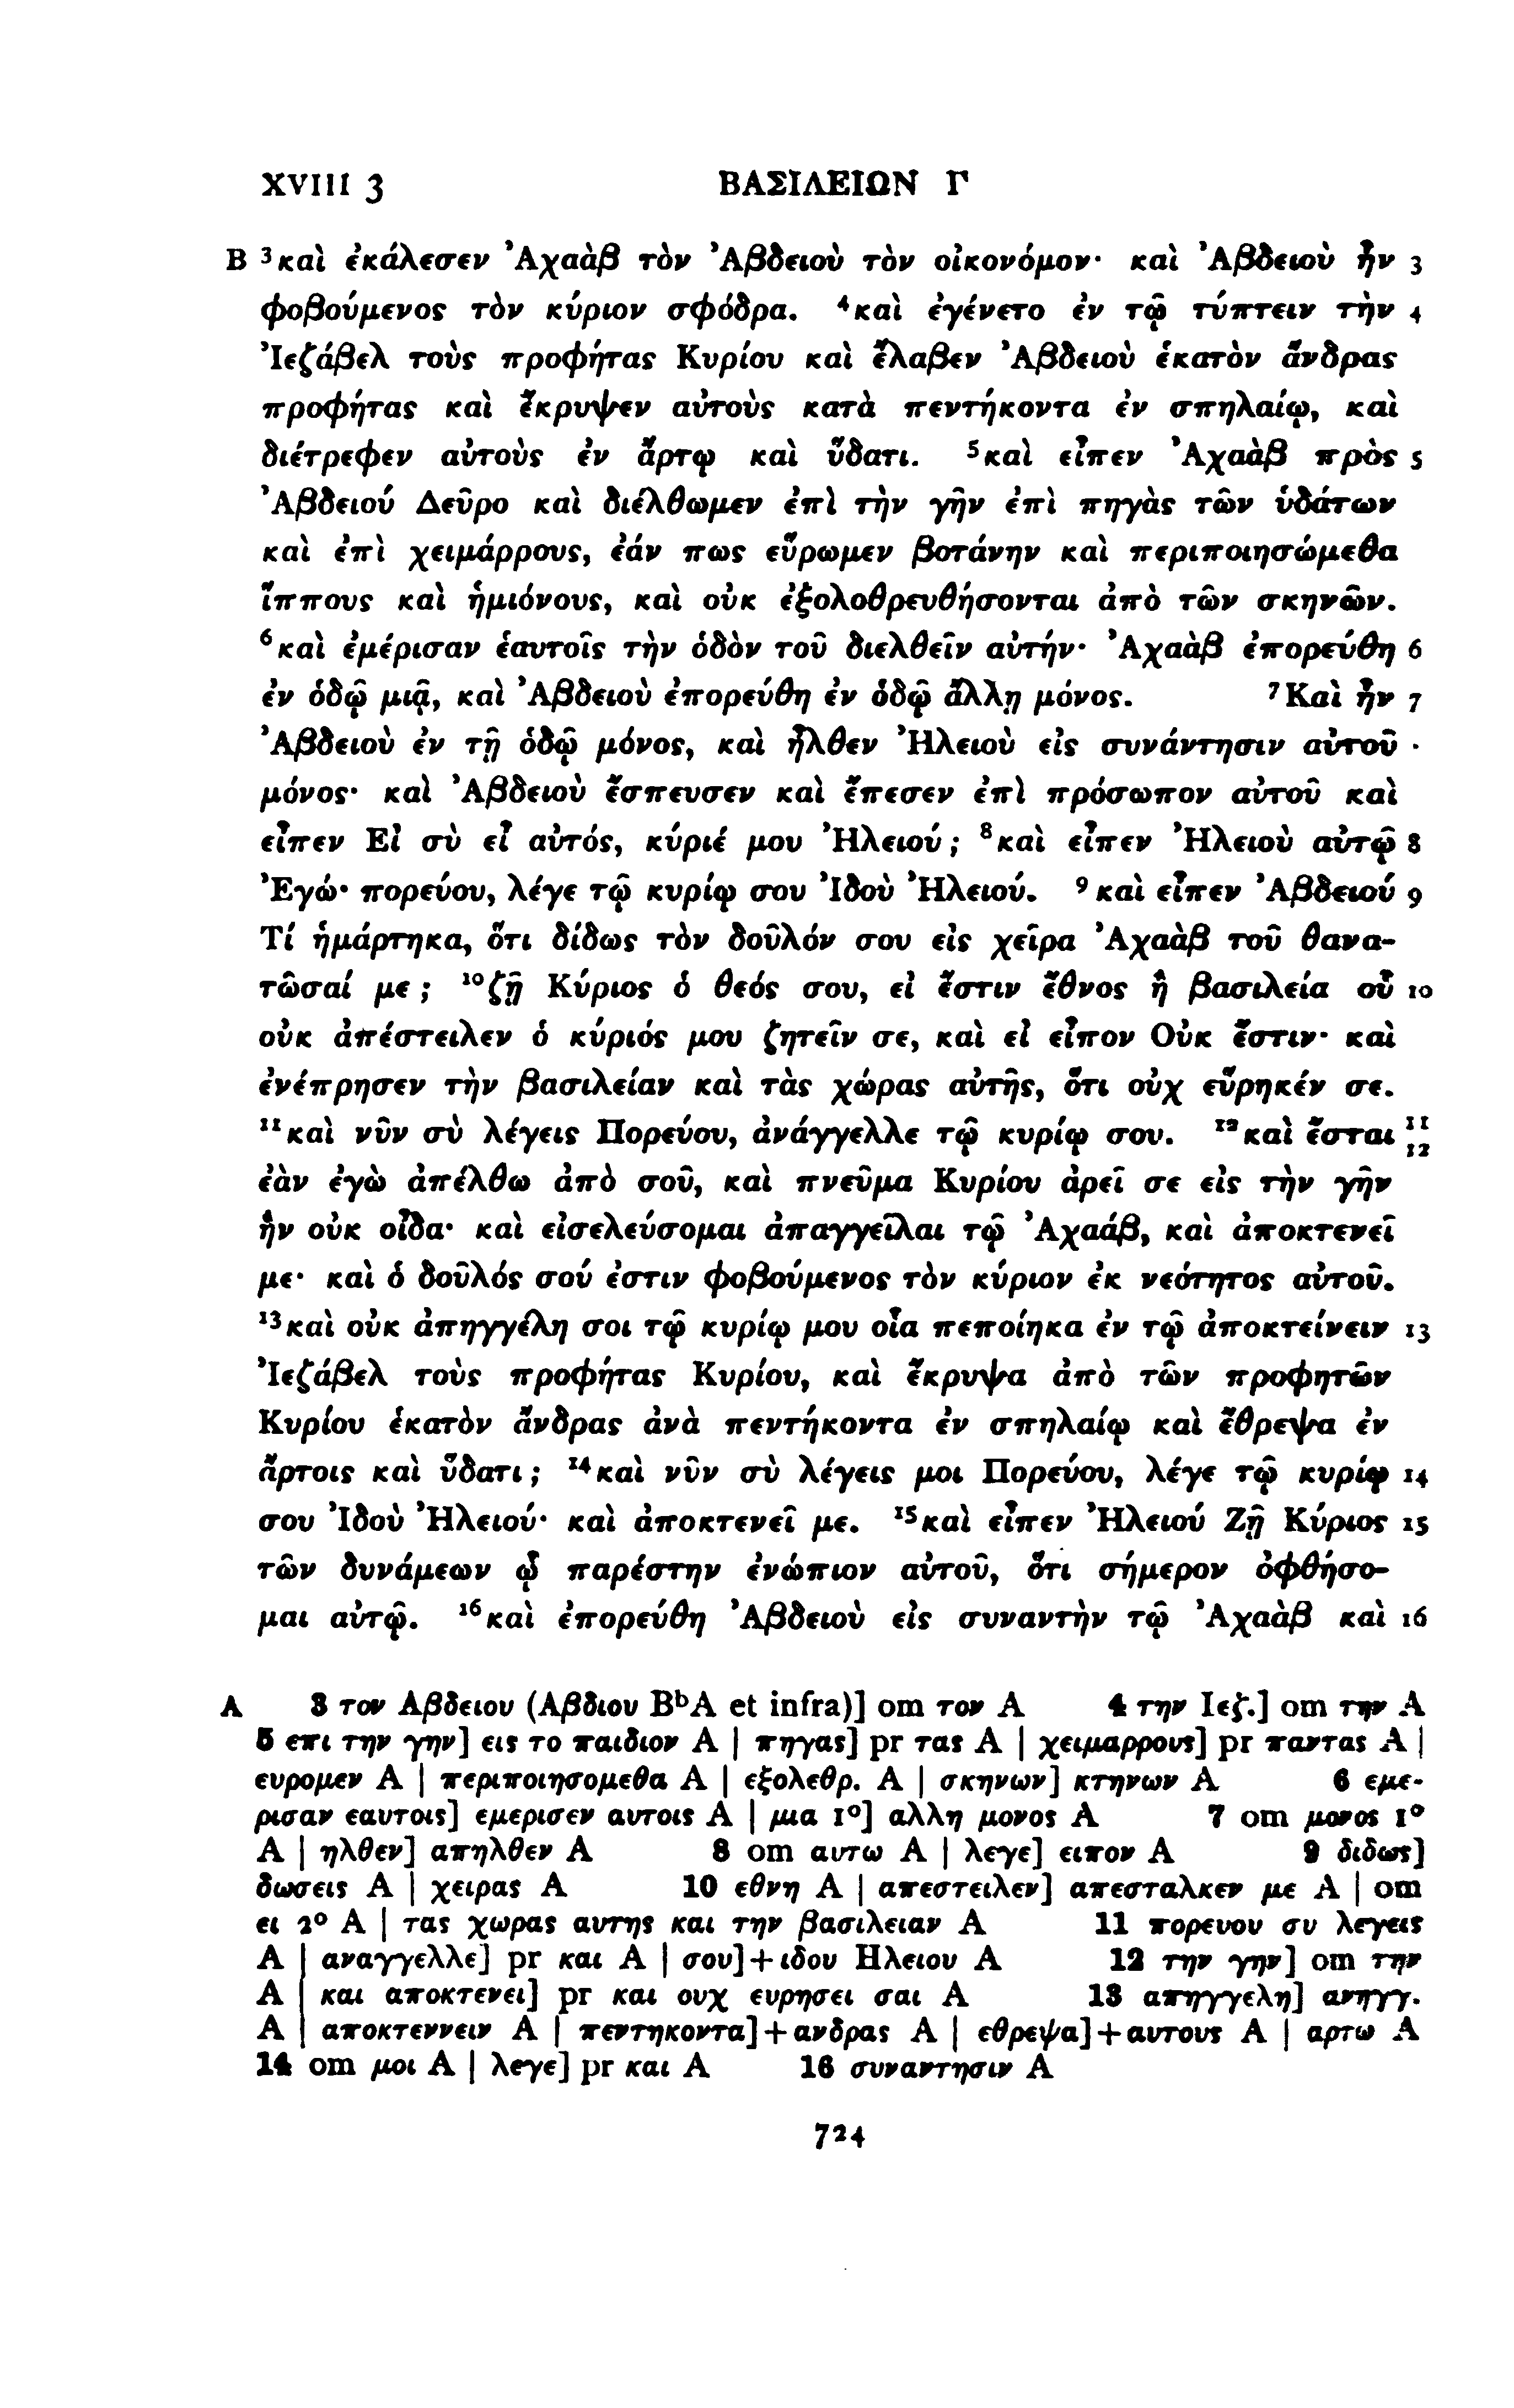 XVIII 3 ΒΑΣΙΛΕΙΩΝ Γ
B ³καὶ ἐκάλεσεν Ἀχαὰβ τὸν Ἀβδειοὺ τὸν οἰκονόμον· καὶ Ἀβδειοὺ ἦν 3
φοβούμενος τὸν κύριον σφόδρα. ⁴καὶ ἐγένετο ἐν τῷ τύπτειν τὴν 4
Ἰεζάβελ τοὺς προφήτας Κυρίου καὶ ἔλαβεν Ἀβδειοὺ ἑκατὸν ἄνδρας
προφήτας καὶ ἔκρυψεν αὐτοὺς κατὰ πεντήκοντα ἐν σπηλαίῳ, καὶ
διέτρεφεν αὐτοὺς ἐν ἄρτῳ καὶ ὕδατι. ⁵καὶ εἶπεν Ἀχαὰβ πρὸς 5
Ἀβδειού Δεῦρο καὶ διέλθωμεν ἐπὶ τὴν γῆν ἐπὶ πηγὰς τῶν ὑδάτων
καὶ ἐπὶ χειμάρρους, ἐάν πως εὕρωμεν βοτάνην καὶ περιποιησώμεθα
ἵππους καὶ ἡμιόνους, καὶ οὐκ ἐξολοθρευθήσονται ἀπὸ τῶν σκηνῶν.
⁶καὶ ἐμέρισαν ἑαυτοῖς τὴν ὁδὸν τοῦ διελθεῖν αὐτήν· Ἀχαὰβ ἐπορεύθη 6
ἐν ὁδῷ μιᾷ, καὶ Ἀβδειοὺ ἐπορεύθη ἐν ὁδῷ ἄλλῃ μόνος. ⁷Καὶ ἦν 7
Ἀβδειοὺ ἐν τῇ ὁδῷ μόνος, καὶ ἦλθεν Ἠλειοὺ εἰς συνάντησιν αὐτοῦ
μόνος· καὶ Ἀβδειοὺ ἔσπευσεν καὶ ἔπεσεν ἐπὶ πρόσωπον αὐτοῦ καὶ
εἶπεν Εἰ σὺ εἶ αὐτός, κύριέ μου Ἠλειού; ⁸καὶ εἶπεν Ἠλειοὺ αὐτῷ 8
Ἐγώ· πορεύου, λέγε τῷ κυρίῳ σου Ἰδοὺ Ἠλειού. ⁹καὶ εἶπεν Ἀβδειού 9
Τί ἡμάρτηκα, ὅτι δίδως τὸν δοῦλόν σου εἰς χεῖρα Ἀχαὰβ τοῦ θανα-
τῶσαί με; ¹⁰ζῇ Κύριος ὁ θεός σου, εἰ ἔστιν ἔθνος ἢ βασιλεία οὗ 10
οὐκ ἀπέστειλεν ὁ κύριός μου ζητεῖν σε, καὶ εἰ εἶπον Οὐκ ἔστιν· καὶ
ἐνέπρησεν τὴν βασιλείαν καὶ τὰς χώρας αὐτῆς, ὅτι οὐχ εὕρηκέν σε.
¹¹καὶ νῦν σὺ λέγεις Πορεύου, ἀνάγγελλε τῷ κυρίῳ σου. ¹²καὶ ἔσται 11 12
ἐὰν ἐγὼ ἀπέλθω ἀπὸ σοῦ, καὶ πνεῦμα Κυρίου ἀρεῖ σε εἰς τὴν γῆν
ἣν οὐκ οἶδα· καὶ εἰσελεύσομαι ἀπαγγεῖλαι τῷ Ἀχαάβ, καὶ ἀποκτενεῖ
με· καὶ ὁ δοῦλός σού ἐστιν φοβούμενος τὸν κύριον ἐκ νεότητος αὐτοῦ.
¹³καὶ οὐκ ἀπηγγέλη σοι τῷ κυρίῳ μου οἷα πεποίηκα ἐν τῷ ἀποκτείνειν 13
Ἰεζάβελ τοὺς προφήτας Κυρίου, καὶ ἔκρυψα ἀπὸ τῶν προφητῶν
Κυρίου ἑκατὸν ἄνδρας ἀνὰ πεντήκοντα ἐν σπηλαίῳ καὶ ἔθρεψα ἐν
ἄρτοις καὶ ὕδατι; ¹⁴καὶ νῦν σὺ λέγεις μοι Πορεύου, λέγε τῷ κυρίῳ 14
σου Ἰδοὺ Ἠλειού· καὶ ἀποκτενεῖ με. ¹⁵καὶ εἶπεν Ἠλειού Ζῇ Κύριος 15
τῶν δυνάμεων ᾧ παρέστην ἐνώπιον αὐτοῦ, ὅτι σήμερον ὀφθήσο-
μαι αὐτῷ. ¹⁶καὶ ἐπορεύθη Ἀβδειοὺ εἰς συναντὴν τῷ Ἀχαὰβ καὶ 16
A 3 τον Αβδειου (Αβδιου BᵇA et infra)] om τον A 4 την Ιεζ.] om την A
5 επι την γην] εις το παιδιον A | πηγας] pr τας A | χειμαρρους] pr παντας A |
ευρομεν A | περιποιησομεθα A | εξολεθρ. A | σκηνων] κτηνων A 6 εμε-
ρισαν εαυτοις] εμερισεν αυτοις A | μια 1°] αλλη μονος A 7 om μονος 1°
A | ηλθεν] απηλθεν A 8 om αυτω A | λεγε] ειπον A 9 διδως]
δωσεις A | χειρας A 10 εθνη A | απεστειλεν] απεσταλκεν με A | om
ει 2° A | τας χωρας αυτης και την βασιλειαν A 11 πορευου συ λεγεις
A | αναγγελλε] pr και A | σου]+ιδου Ηλειου A 12 την γην] om την
A | και αποκτενει] pr και ουχ ευρησει σαι A 13 απηγγελη] ανηγγ.
A | αποκτεννειν A | πεντηκοντα]+ανδρας A | εθρεψα]+αυτους A | αρτω A
14 om μοι A | λεγε] pr και A 16 συναντησιν A
724